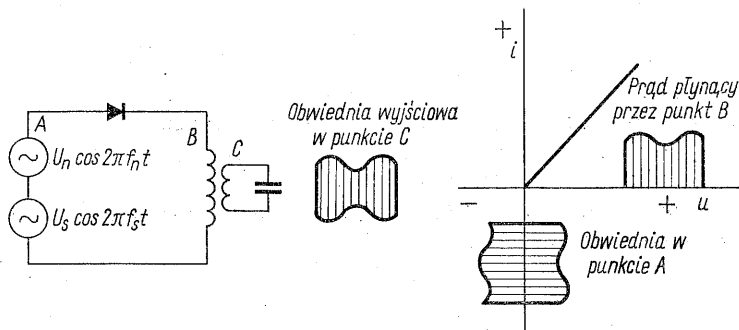 A
B
C
U_n cos 2πf_n t
U_s cos 2πf_s t
Obwiednia wyjściowa
w punkcie C
+
i
Prąd płynący
przez punkt B
−
+
u
Obwiednia w
punkcie A